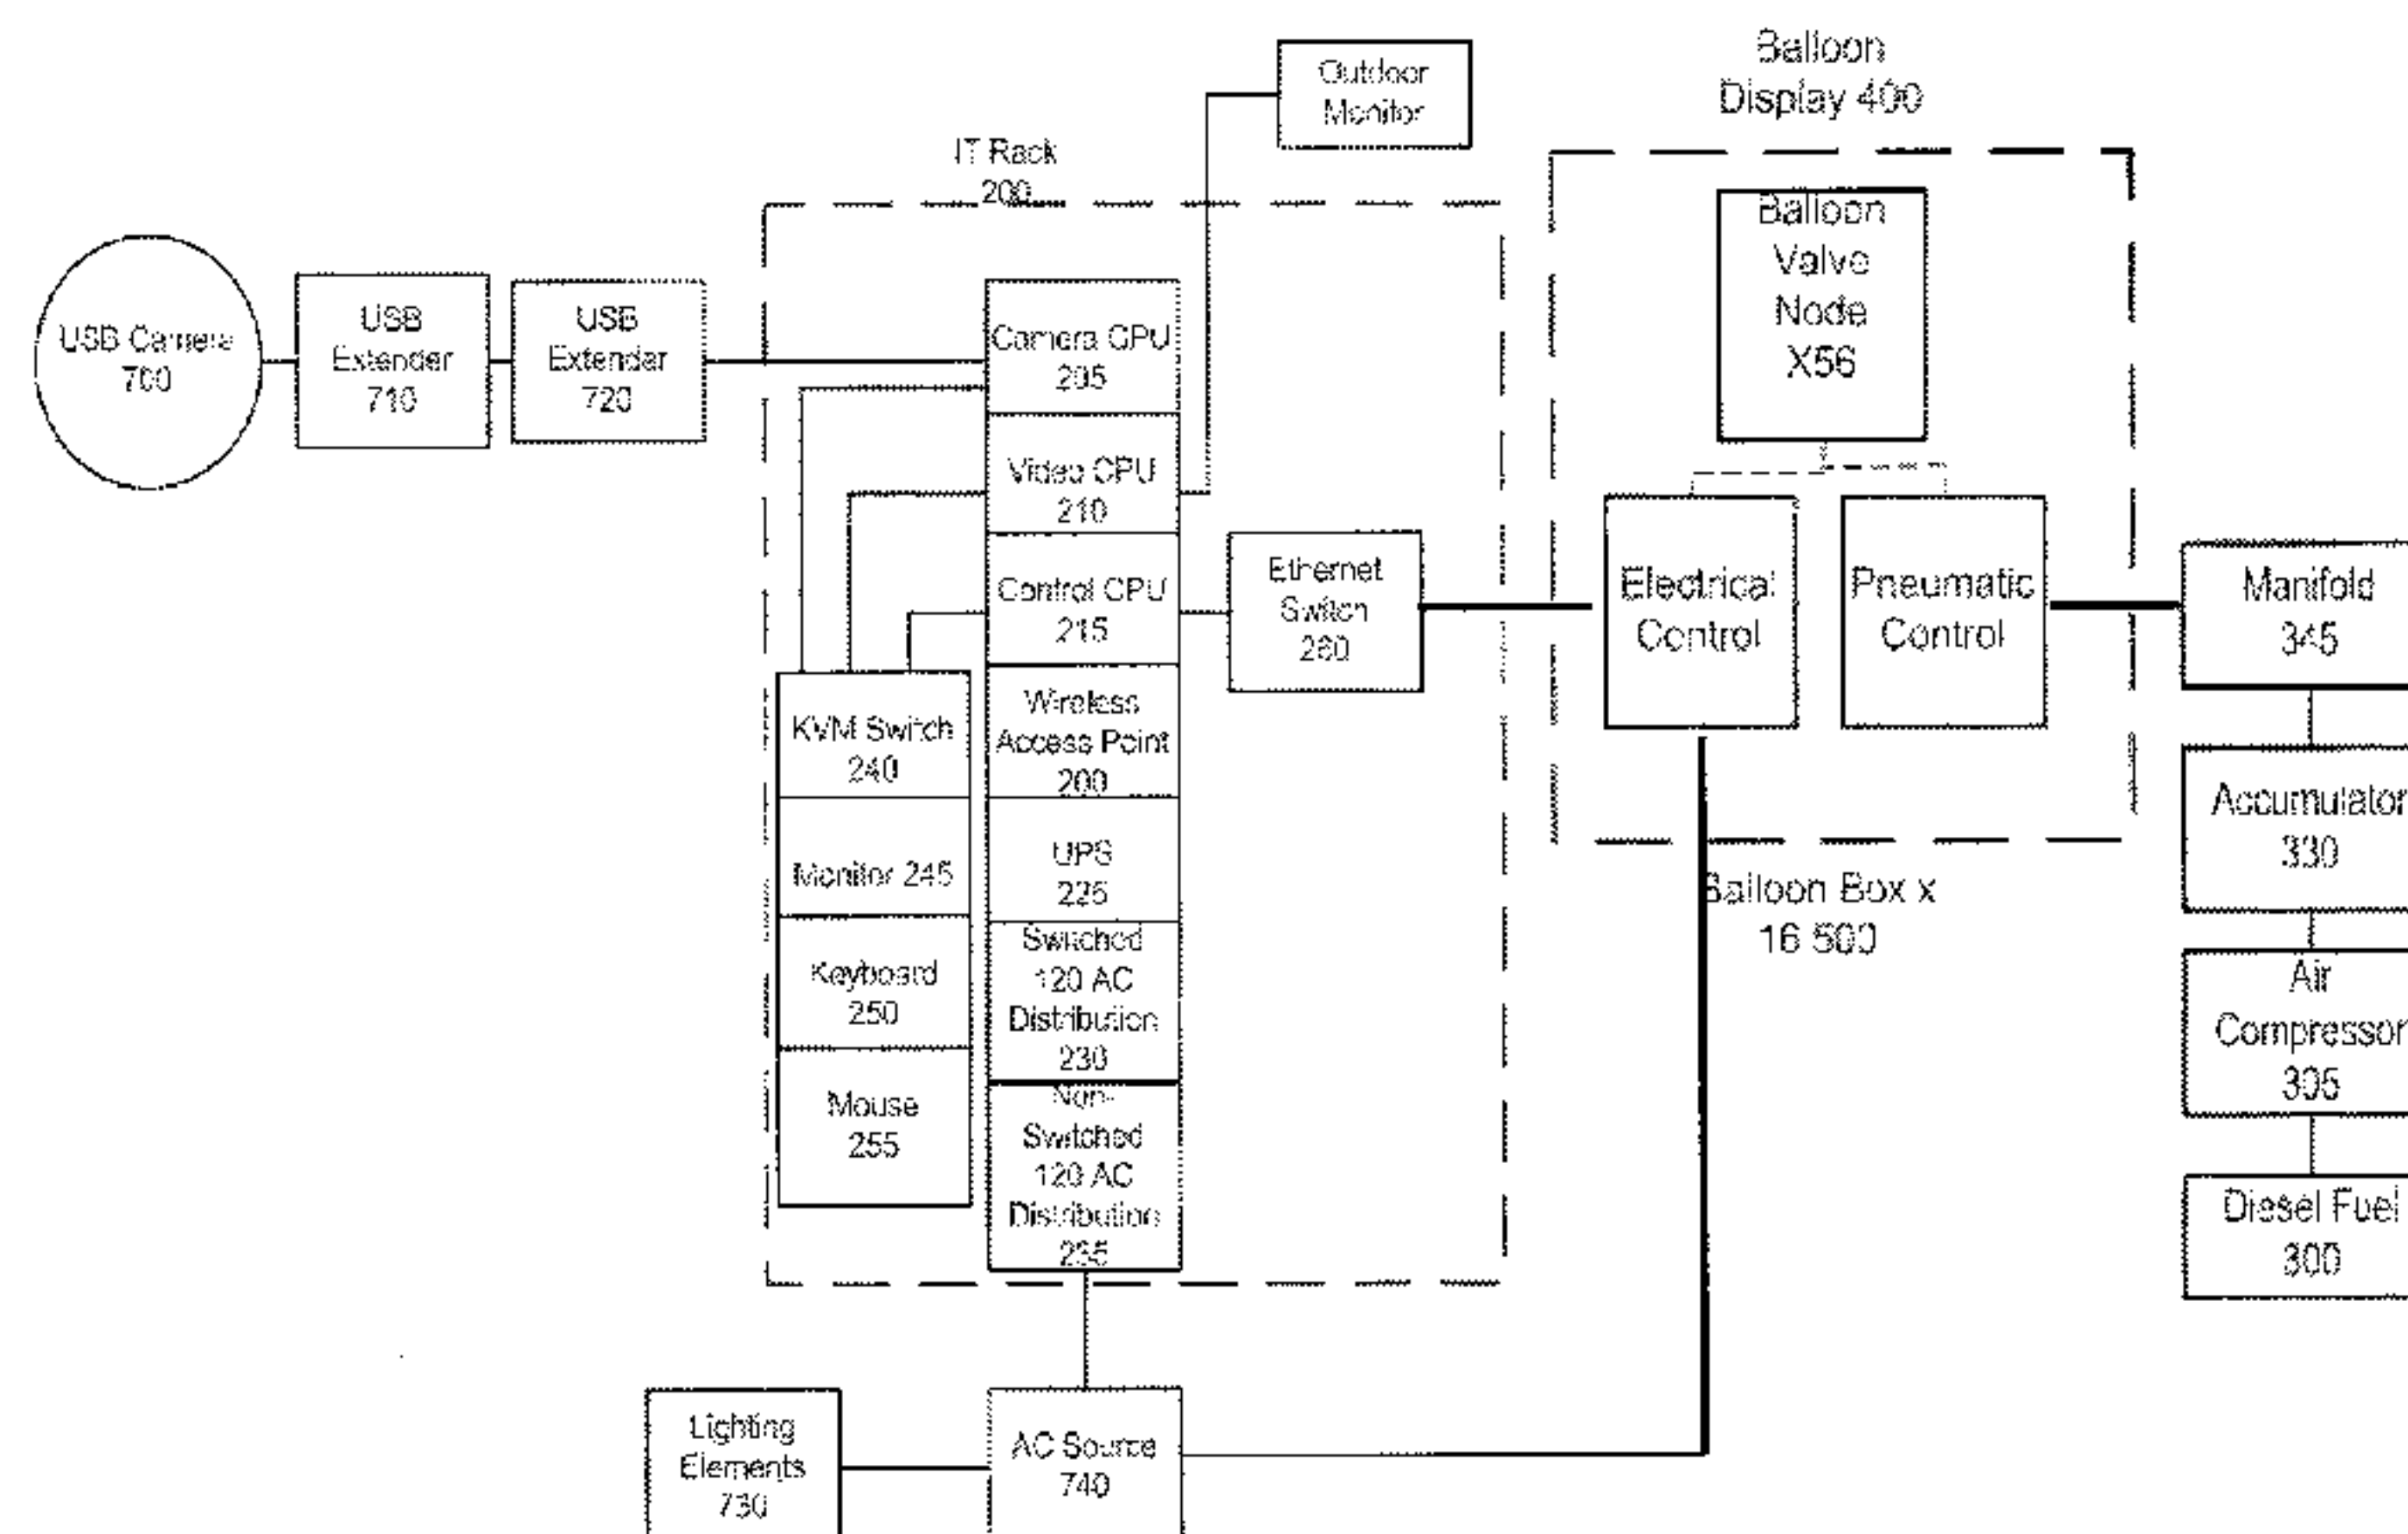 Balloon
Display 400
Outdoor
Monitor
IT Rack
200
Balloon
Valve
Node
X56
USB Camera
700
USB
Extender
710
USB
Extender
720
Camera CPU
205
Video CPU
210
Control CPU
215
Ethernet
Switch
260
Electrical
Control
Pneumatic
Control
Manifold
345
KVM Switch
240
Wireless
Access Point
200
Monitor 245
UPS
225
Accumulator
330
Balloon Box x
16 500
Keyboard
250
Switched
120 AC
Distribution
230
Air
Compressor
305
Mouse
255
Non-
Switched
120 AC
Distribution
235
Diesel Fuel
300
Lighting
Elements
730
AC Source
740